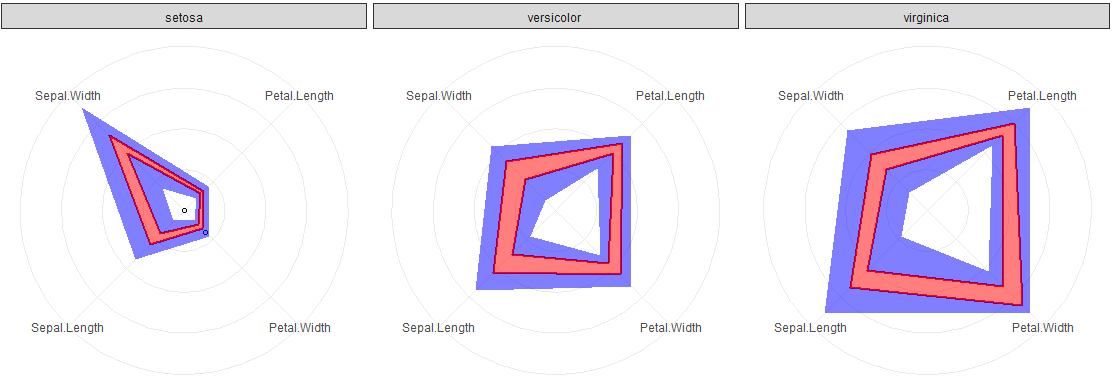 setosa
versicolor
virginica
Sepal.Width
Petal.Length
Sepal.Width
Petal.Length
Sepal.Width
Petal.Length
Sepal.Length
Petal.Width
Sepal.Length
Petal.Width
Sepal.Length
Petal.Width